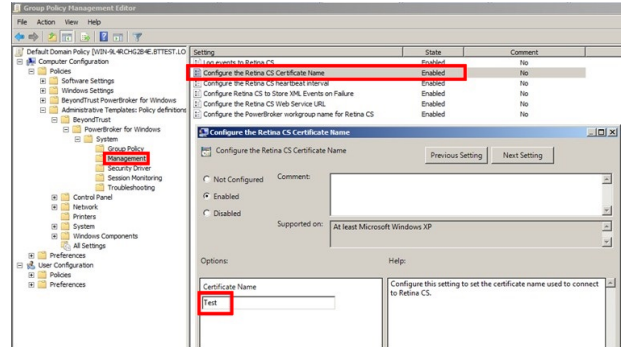 Group Policy Management Editor
File Action View Help
Default Domain Policy [WIN-9L4RCHG2B4E.BTTEST.LO
Computer Configuration
Policies
Software Settings
Windows Settings
BeyondTrust PowerBroker for Windows
Administrative Templates: Policy definitions
BeyondTrust
PowerBroker for Windows
System
Group Policy
Management
Security Driver
Session Monitoring
Troubleshooting
Control Panel
Network
Printers
System
Windows Components
All Settings
Preferences
User Configuration
Policies
Preferences
Setting State Comment
Log events to Retina CS Enabled No
Configure the Retina CS Certificate Name Enabled No
Configure the Retina CS heartbeat interval Enabled No
Configure Retina CS to Store XML Events on Failure Enabled No
Configure the Retina CS Web Service URL Enabled No
Configure the PowerBroker workgroup name for Retina CS Enabled No
Configure the Retina CS Certificate Name
Configure the Retina CS Certificate Name
Previous Setting Next Setting
Not Configured Comment:
Enabled
Disabled
Supported on: At least Microsoft Windows XP
Options: Help:
Certificate Name
Test
Configure this setting to set the certificate name used to connect
to Retina CS.